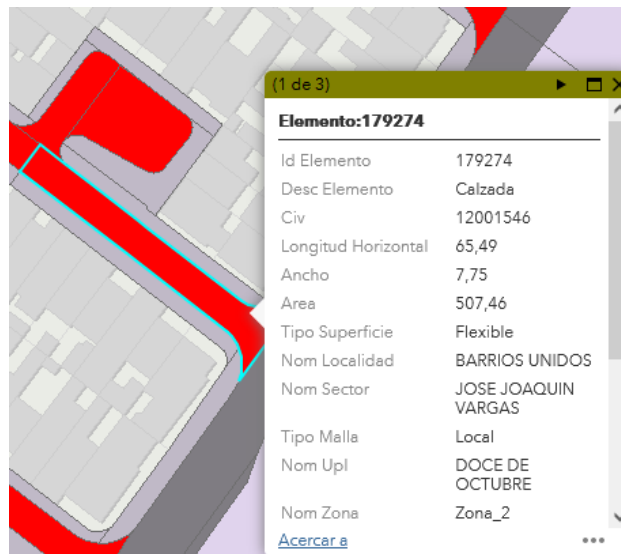 (1 de 3)
Elemento:179274
Id Elemento 179274
Desc Elemento Calzada
Civ 12001546
Longitud Horizontal 65,49
Ancho 7,75
Area 507,46
Tipo Superficie Flexible
Nom Localidad BARRIOS UNIDOS
Nom Sector JOSE JOAQUIN
VARGAS
Tipo Malla Local
Nom Upl DOCE DE
OCTUBRE
Nom Zona Zona_2
Acercar a